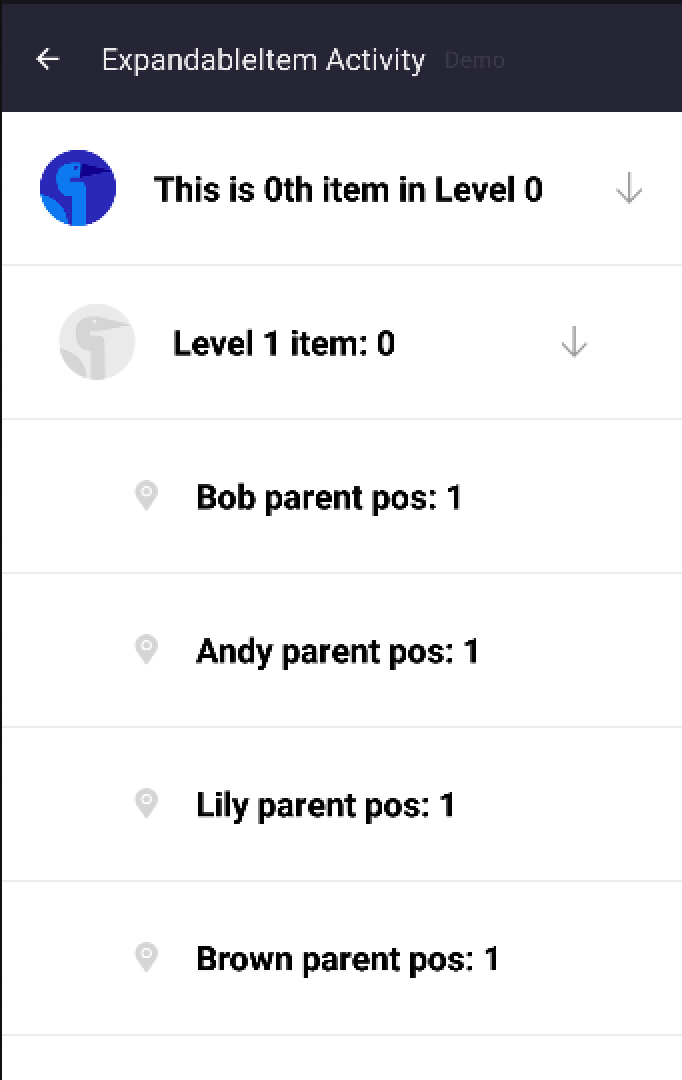 ExpandableItem Activity Demo
This is 0th item in Level 0
Level 1 item: 0
Bob parent pos: 1
Andy parent pos: 1
Lily parent pos: 1
Brown parent pos: 1